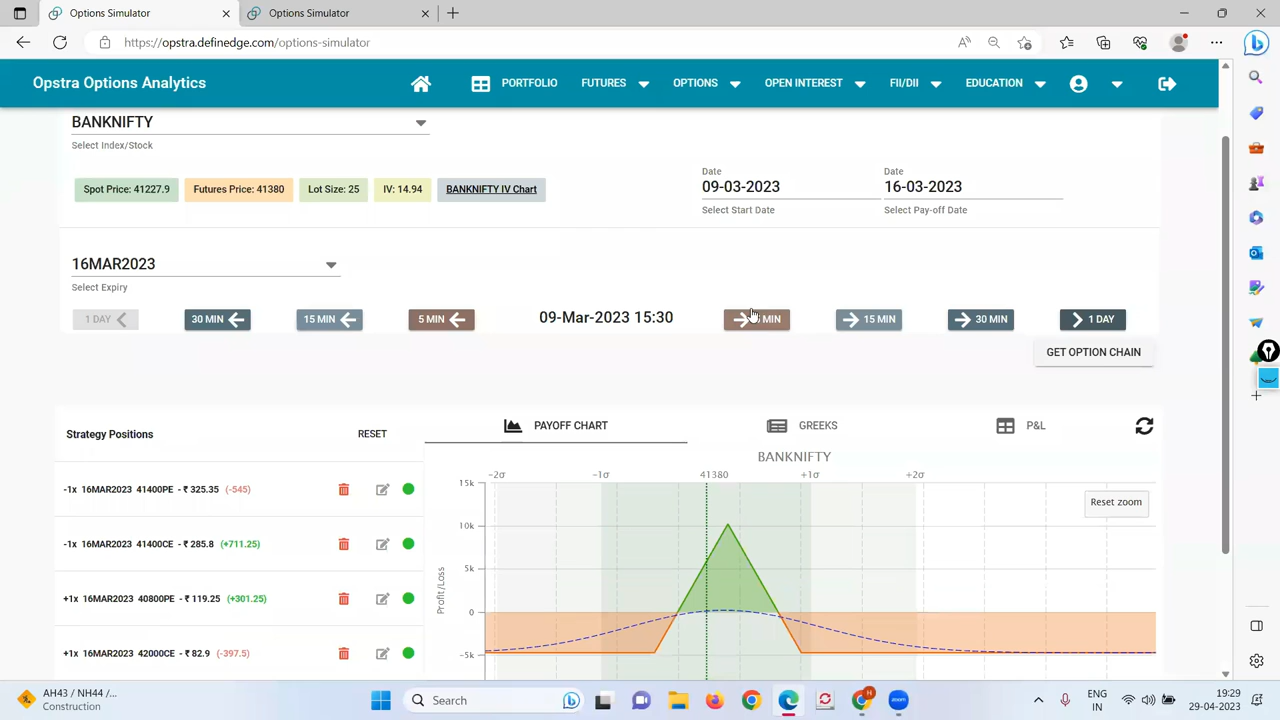 Options Simulator
Options Simulator
https://opstra.definedge.com/options-simulator
Opstra Options Analytics
PORTFOLIO
FUTURES
OPTIONS
OPEN INTEREST
FII/DII
EDUCATION
BANKNIFTY
Select Index/Stock
Spot Price: 41227.9
Futures Price: 41380
Lot Size: 25
IV: 14.94
BANKNIFTY IV Chart
Date
09-03-2023
Select Start Date
Date
16-03-2023
Select Pay-off Date
16MAR2023
Select Expiry
1 DAY
30 MIN
15 MIN
5 MIN
09-Mar-2023 15:30
MIN
15 MIN
30 MIN
1 DAY
GET OPTION CHAIN
Strategy Positions
RESET
PAYOFF CHART
GREEKS
P&L
-1x 16MAR2023 41400PE - ₹ 325.35 (-545)
-1x 16MAR2023 41400CE - ₹ 285.8 (+711.25)
+1x 16MAR2023 40800PE - ₹ 119.25 (+301.25)
+1x 16MAR2023 42000CE - ₹ 82.9 (-397.5)
BANKNIFTY
-2σ
-1σ
41380
+1σ
+2σ
Reset zoom
15k
10k
5k
0
-5k
Profit/Loss
AH43 / NH44 /...
Construction
Search
zoom
H
ENG
IN
19:29
29-04-2023